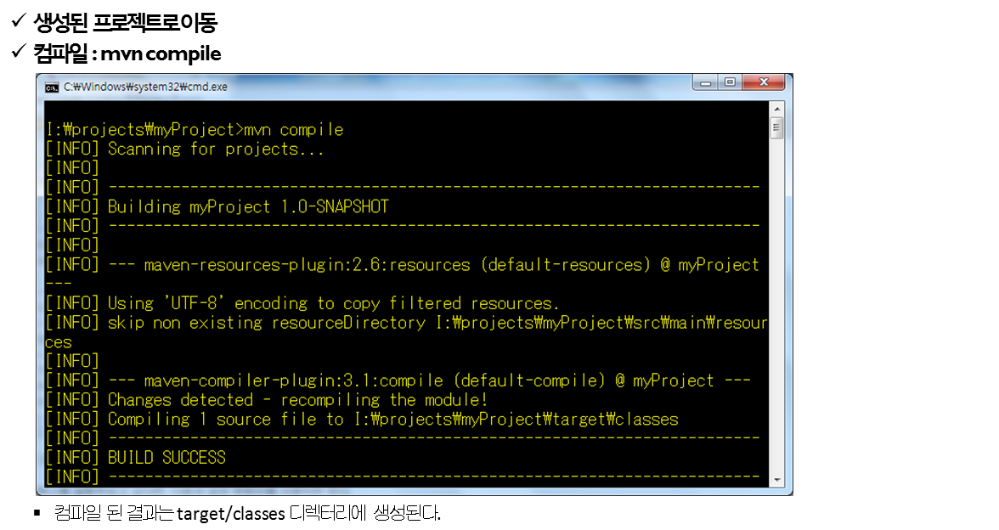 ✓ 생성된 프로젝트로 이동
✓ 컴파일 : mvn compile
C:\Windows\system32\cmd.exe
I:\projects\myProject>mvn compile
[INFO] Scanning for projects...
[INFO]
[INFO] ------------------------------------------------------------------------
[INFO] Building myProject 1.0-SNAPSHOT
[INFO] ------------------------------------------------------------------------
[INFO]
[INFO] --- maven-resources-plugin:2.6:resources (default-resources) @ myProject
---
[INFO] Using 'UTF-8' encoding to copy filtered resources.
[INFO] skip non existing resourceDirectory I:\projects\myProject\src\main\resour
ces
[INFO]
[INFO] --- maven-compiler-plugin:3.1:compile (default-compile) @ myProject ---
[INFO] Changes detected - recompiling the module!
[INFO] Compiling 1 source file to I:\projects\myProject\target\classes
[INFO] ------------------------------------------------------------------------
[INFO] BUILD SUCCESS
[INFO] ------------------------------------------------------------------------
▪ 컴파일 된 결과는 target/classes 디렉터리에 생성된다.